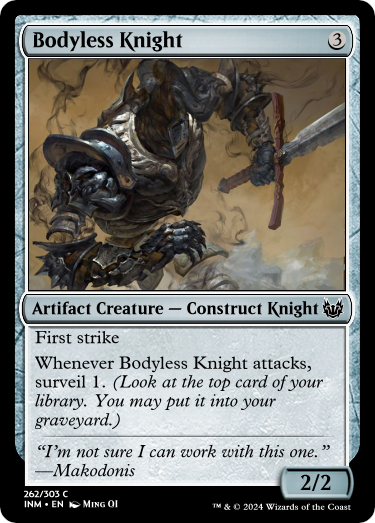 Bodyless Knight 3
Artifact Creature — Construct Knight
First strike
Whenever Bodyless Knight attacks,
surveil 1. (Look at the top card of your
library. You may put it into your
graveyard.)
“I’m not sure I can work with this one.”
—Makodonis
2/2
262/303 C
INM • EN Ming OI
™ & © 2024 Wizards of the Coast